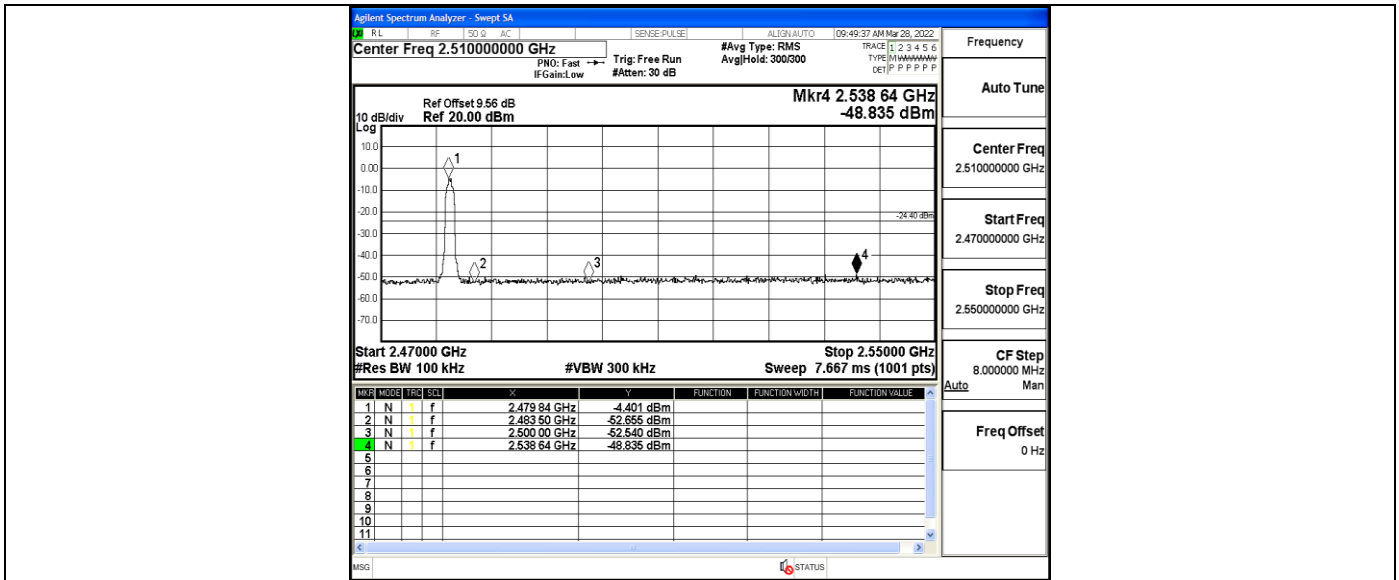 Agilent Spectrum Analyzer - Swept SA
RL RF 50 Ω AC SENSE:PULSE ALIGN AUTO 09:49:37 AM Mar 28, 2022
Center Freq 2.510000000 GHz
PNO: Fast
IFGain:Low
Trig: Free Run
#Atten: 30 dB
#Avg Type: RMS
Avg|Hold: 300/300
TRACE 1 2 3 4 5 6
TYPE M WWWWW
DET P P P P P P
Mkr4 2.538 64 GHz
-48.835 dBm
Ref Offset 9.56 dB
Ref 20.00 dBm
10 dB/div
Log
10.0
0.00
-10.0
-20.0
-30.0
-40.0
-50.0
-60.0
-70.0
1
2
3
4
-24.40 dBm
Start 2.47000 GHz Stop 2.55000 GHz
#Res BW 100 kHz #VBW 300 kHz Sweep 7.667 ms (1001 pts)
MKR MODE TRC SCL X Y FUNCTION FUNCTION WIDTH FUNCTION VALUE
1 N 1 f 2.479 84 GHz -4.401 dBm
2 N 1 f 2.483 50 GHz -52.655 dBm
3 N 1 f 2.500 00 GHz -52.540 dBm
4 N 1 f 2.538 64 GHz -48.835 dBm
5
6
7
8
9
10
11
MSG STATUS
Frequency
Auto Tune
Center Freq
2.510000000 GHz
Start Freq
2.470000000 GHz
Stop Freq
2.550000000 GHz
CF Step
8.000000 MHz
Auto Man
Freq Offset
0 Hz